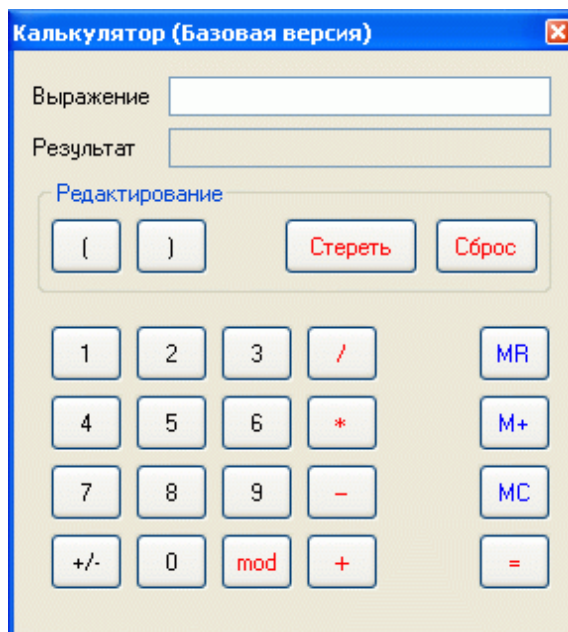 Калькулятор (Базовая версия)
Выражение
Результат
Редактирование
( ) Стереть Сброс
1 2 3 / MR
4 5 6 * M+
7 8 9 - MC
+/- 0 mod + =